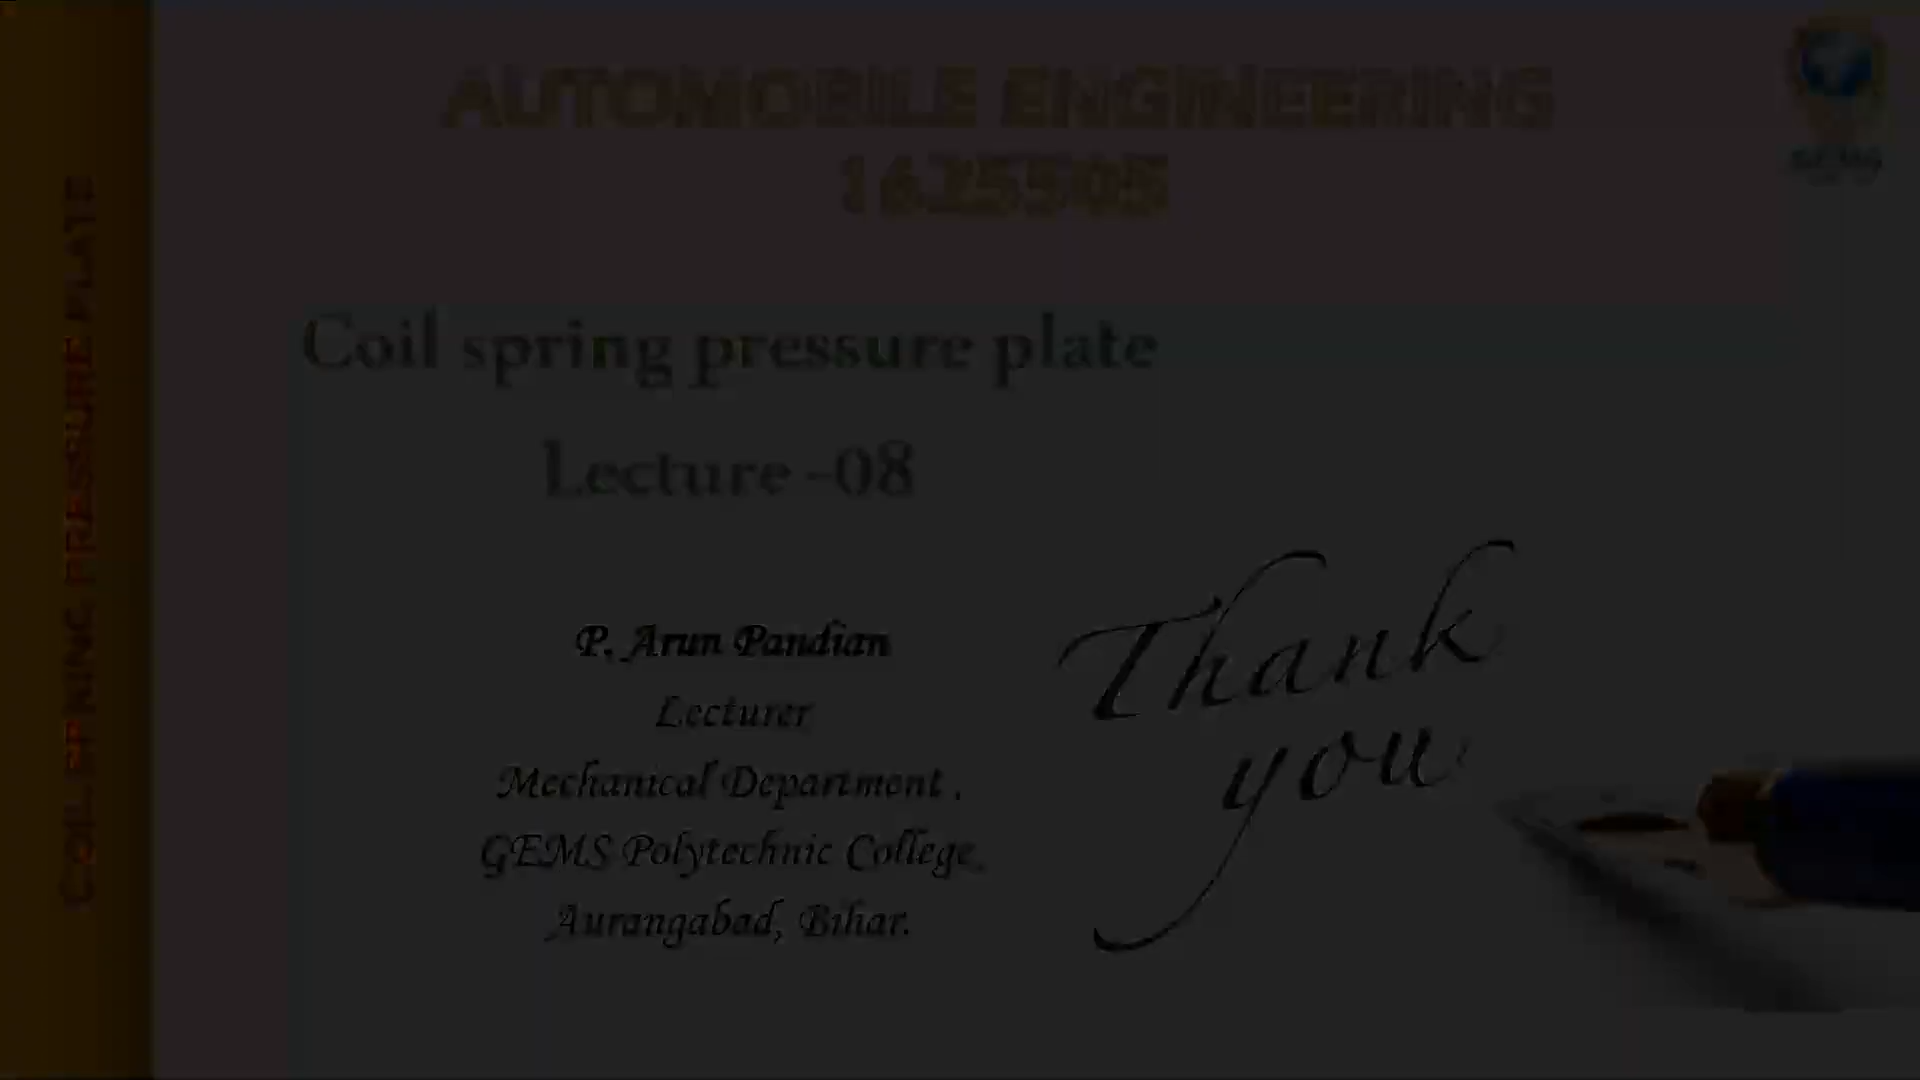 AUTOMOBILE ENGINEERING
1625505
COIL SPRING PRESSURE PLATE
Coil spring pressure plate
Lecture -08
P. Arun Pandian
Lecturer
Mechanical Department ,
GEMS Polytechnic College,
Aurangabad, Bihar.
Thank
you